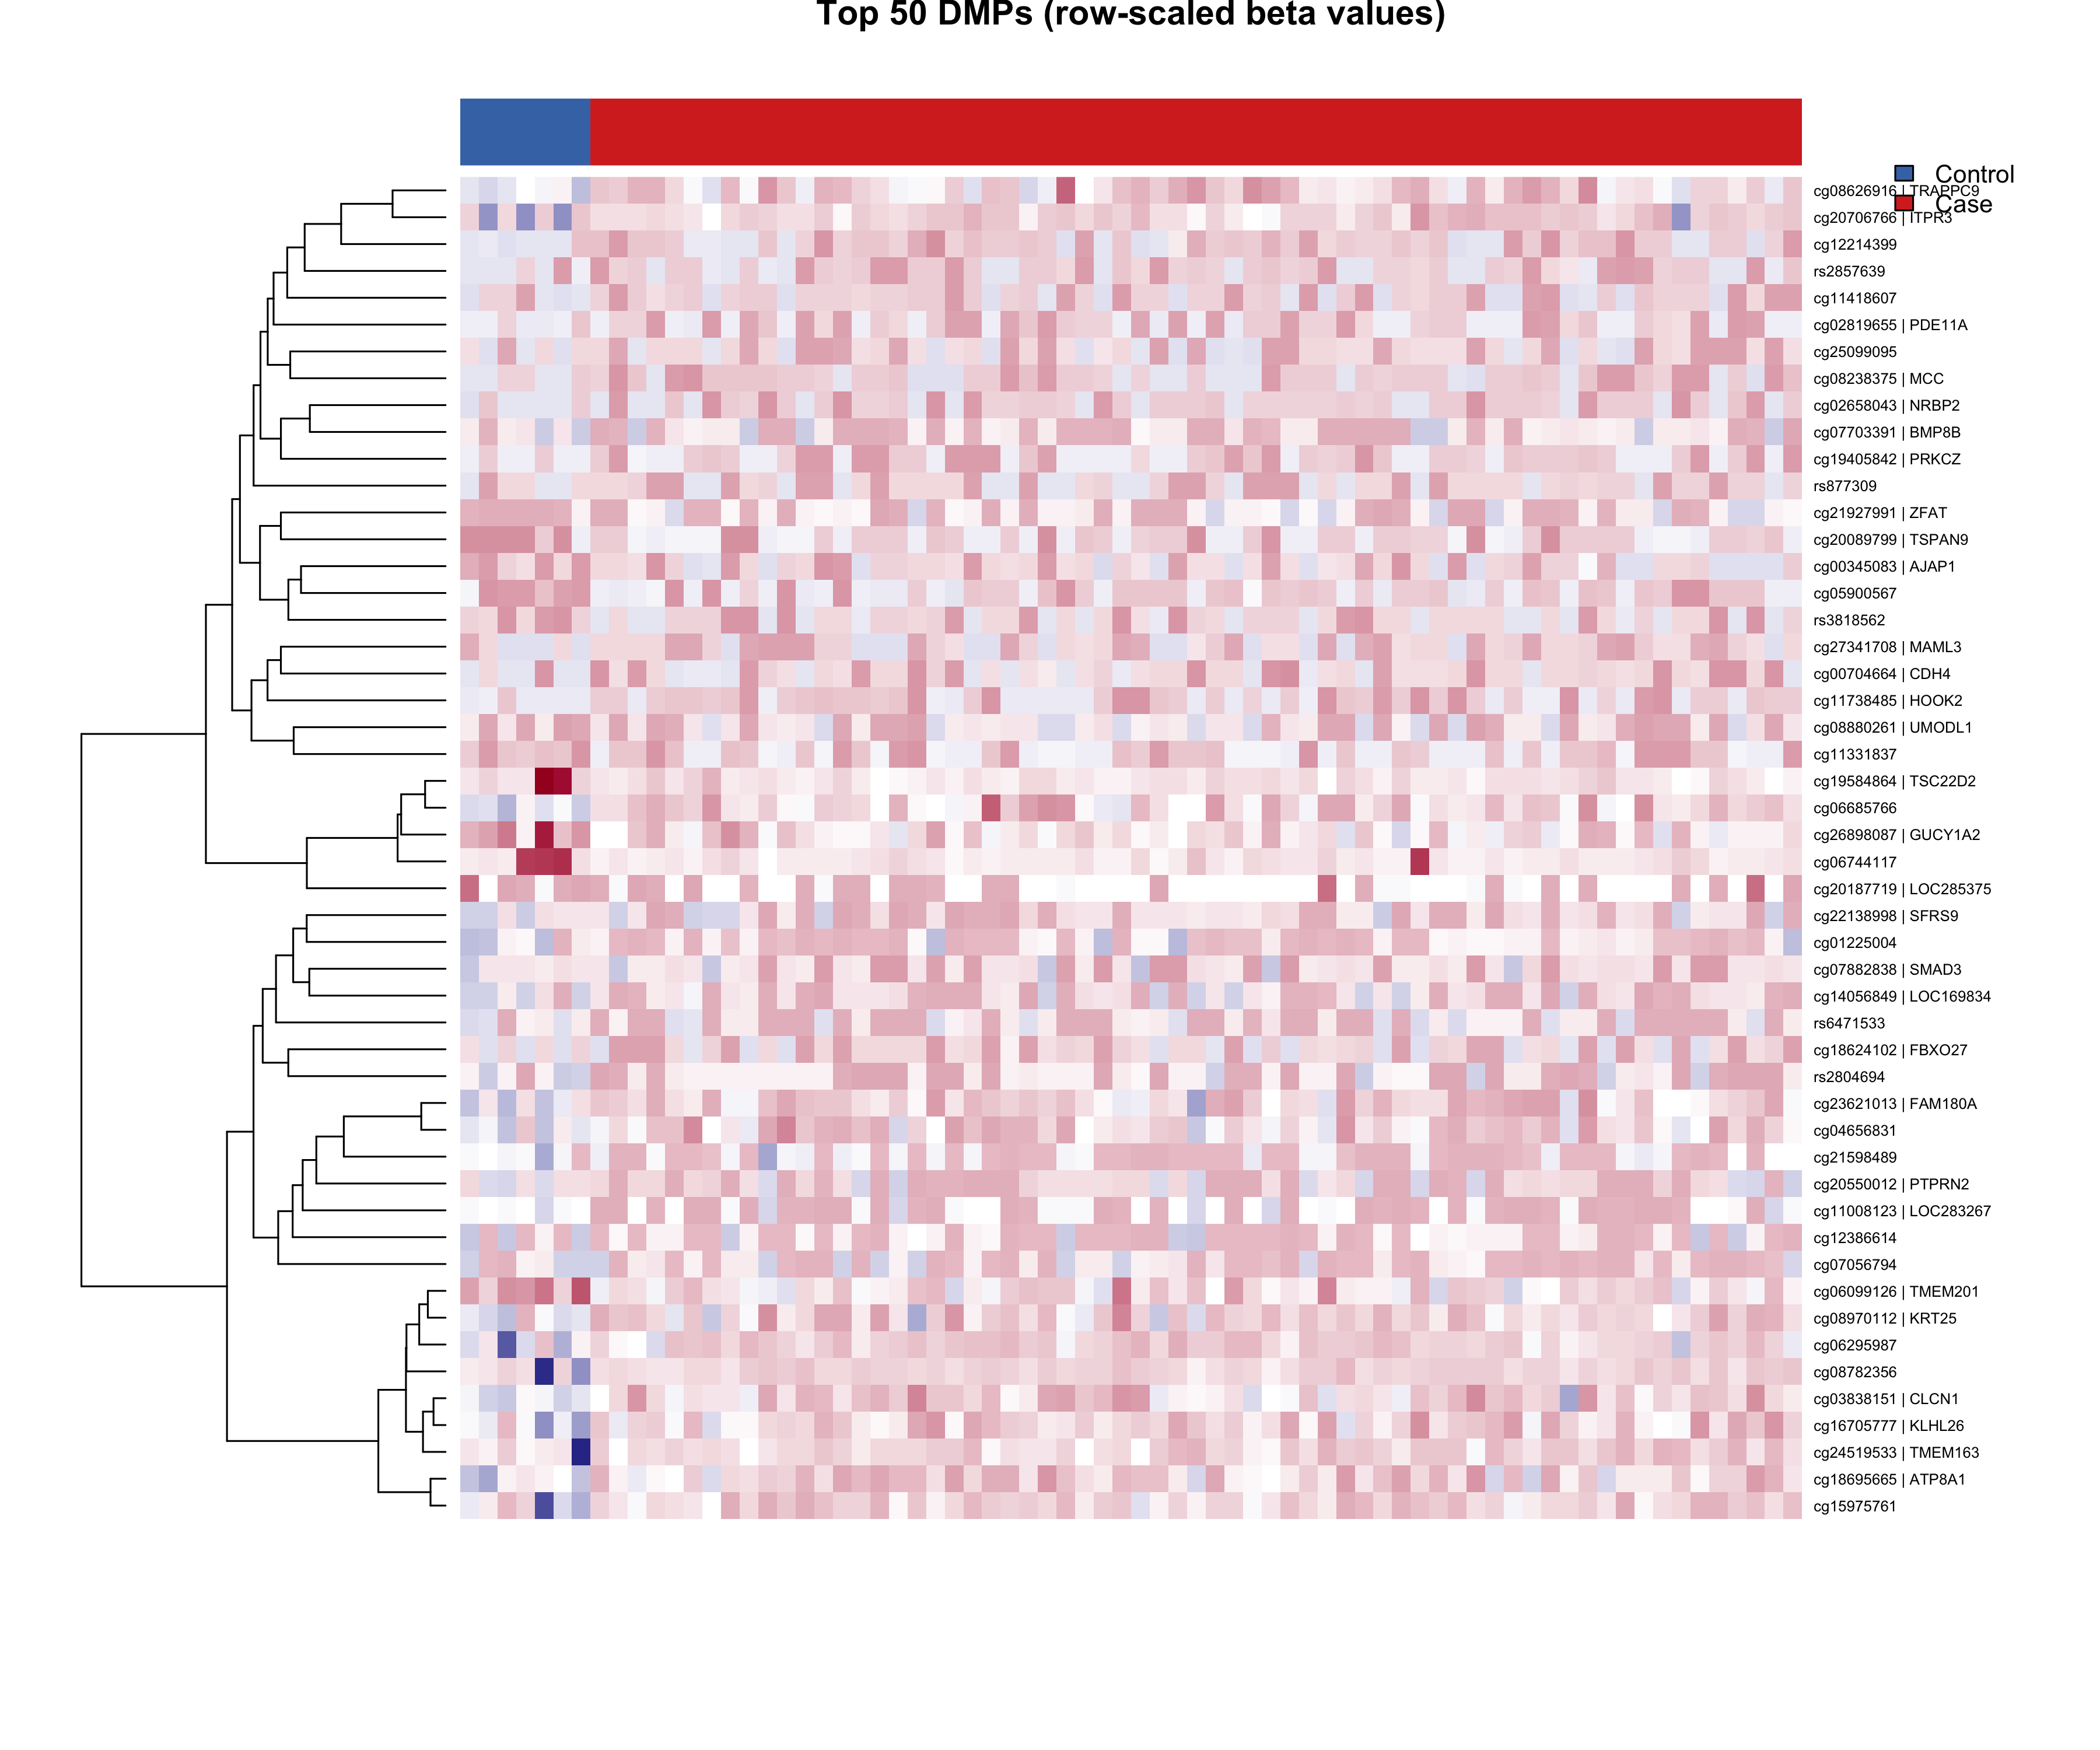 Top 50 DMPs (row-scaled beta values)
Control
Case
cg08626916 | TRAPPC9
cg20706766 | ITPR3
cg12214399
rs2857639
cg11418607
cg02819655 | PDE11A
cg25099095
cg08238375 | MCC
cg02658043 | NRBP2
cg07703391 | BMP8B
cg19405842 | PRKCZ
rs877309
cg21927991 | ZFAT
cg20089799 | TSPAN9
cg00345083 | AJAP1
cg05900567
rs3818562
cg27341708 | MAML3
cg00704664 | CDH4
cg11738485 | HOOK2
cg08880261 | UMODL1
cg11331837
cg19584864 | TSC22D2
cg06685766
cg26898087 | GUCY1A2
cg06744117
cg20187719 | LOC285375
cg22138998 | SFRS9
cg01225004
cg07882838 | SMAD3
cg14056849 | LOC169834
rs6471533
cg18624102 | FBXO27
rs2804694
cg23621013 | FAM180A
cg04656831
cg21598489
cg20550012 | PTPRN2
cg11008123 | LOC283267
cg12386614
cg07056794
cg06099126 | TMEM201
cg08970112 | KRT25
cg06295987
cg08782356
cg03838151 | CLCN1
cg16705777 | KLHL26
cg24519533 | TMEM163
cg18695665 | ATP8A1
cg15975761